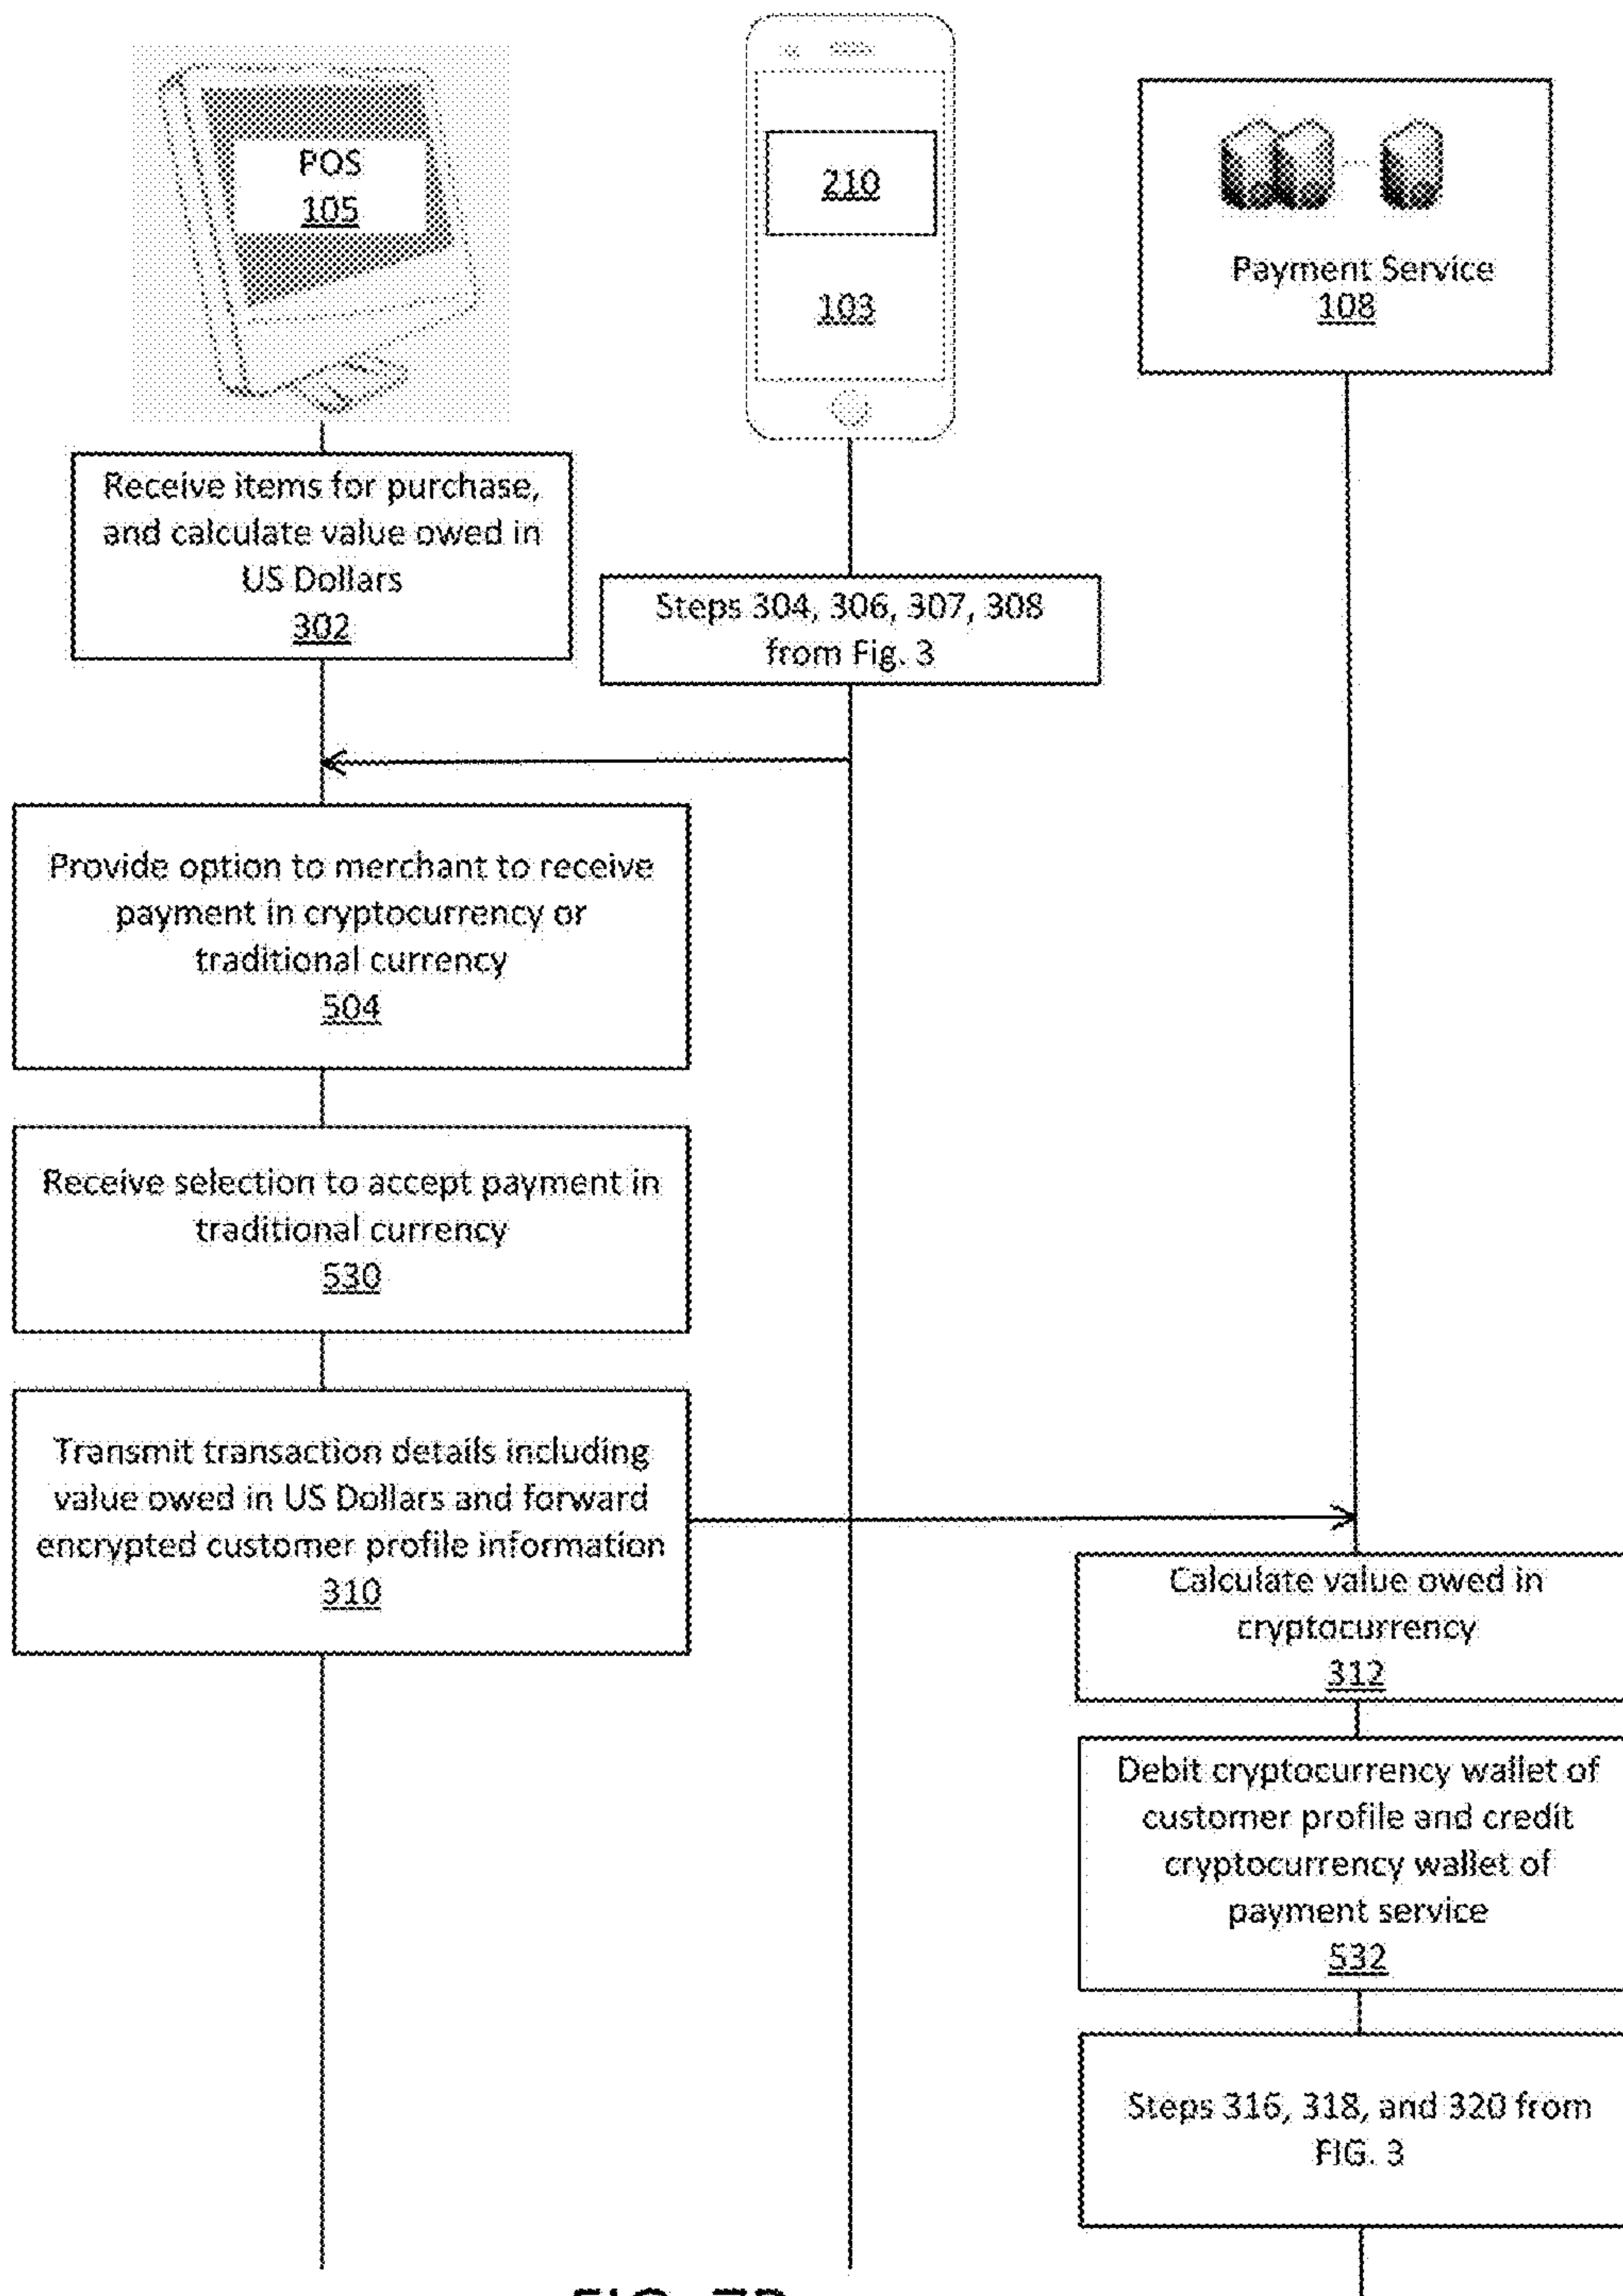 POS
105
210
103
Payment Service
108
Receive items for purchase,
and calculate value owed in
US Dollars
302
Steps 304, 306, 307, 308
from Fig. 3
Provide option to merchant to receive
payment in cryptocurrency or
traditional currency
504
Receive selection to accept payment in
traditional currency
530
Transmit transaction details including
value owed in US Dollars and forward
encrypted customer profile information
310
Calculate value owed in
cryptocurrency
312
Debit cryptocurrency wallet of
customer profile and credit
cryptocurrency wallet of
payment service
532
Steps 316, 318, and 320 from
FIG. 3